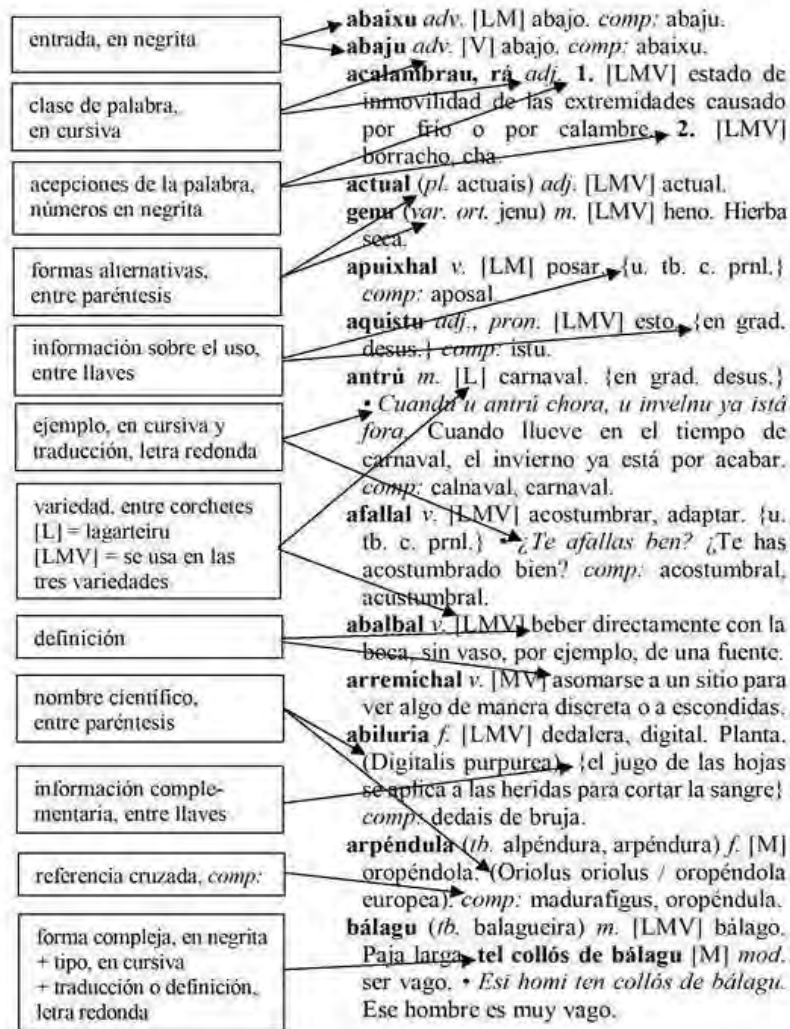 entrada, en negrita
clase de palabra,
en cursiva
acepciones de la palabra,
números en negrita
formas alternativas,
entre paréntesis
información sobre el uso,
entre llaves
ejemplo, en cursiva y
traducción, letra redonda
variedad, entre corchetes
[L] = lagarteiru
[LMV] = se usa en las
tres variedades
definición
nombre científico,
entre paréntesis
información comple-
mentaria, entre llaves
referencia cruzada, comp:
forma compleja, en negrita
+ tipo, en cursiva
+ traducción o definición,
letra redonda
abaixu adv. [LM] abajo. comp: abaju.
abaju adv. [V] abajo. comp: abaixu.
acalambrau, rá adj. 1. [LMV] estado de
inmovilidad de las extremidades causado
por frío o por calambre. 2. [LMV]
borracho, cha.
actual (pl. actuais) adj. [LMV] actual.
genu (var. ort. jenu) m. [LMV] heno. Hierba
seca.
apuixhal v. [LM] posar. {u. tb. c. prnl.}
comp: aposal
aquistu adj., pron. [LMV] esto. {en grad.
desus.} comp: istu.
antrú m. [L] carnaval. {en grad. desus.}
• Cuandu u antrú chora, u invelnu ya istá
fora. Cuando llueve en el tiempo de
carnaval, el invierno ya está por acabar.
comp: calnaval, carnaval.
afallal v. [LMV] acostumbrar, adaptar. {u.
tb. c. prnl.} • ¿Te afallas ben? ¿Te has
acostumbrado bien? comp: acostumbral,
acustumbral.
abalbal v. [LMV] beber directamente con la
boca, sin vaso, por ejemplo, de una fuente.
arremichal v. [MV] asomarse a un sitio para
ver algo de manera discreta o a escondidas.
abiluria f. [LMV] dedalera, digital. Planta.
(Digitalis purpurea). {el jugo de las hojas
se aplica a las heridas para cortar la sangre}
comp: dedais de bruja.
arpéndula (tb. alpéndura, arpéndura) f. [M]
oropéndola. (Oriolus oriolus / oropéndola
europea). comp: madurafigus, oropéndula.
bálagu (tb. balagueira) m. [LMV] bálago.
Paja larga. tel collós de bálagu [M] mod.
ser vago. • Esi homi ten collós de bálagu.
Ese hombre es muy vago.